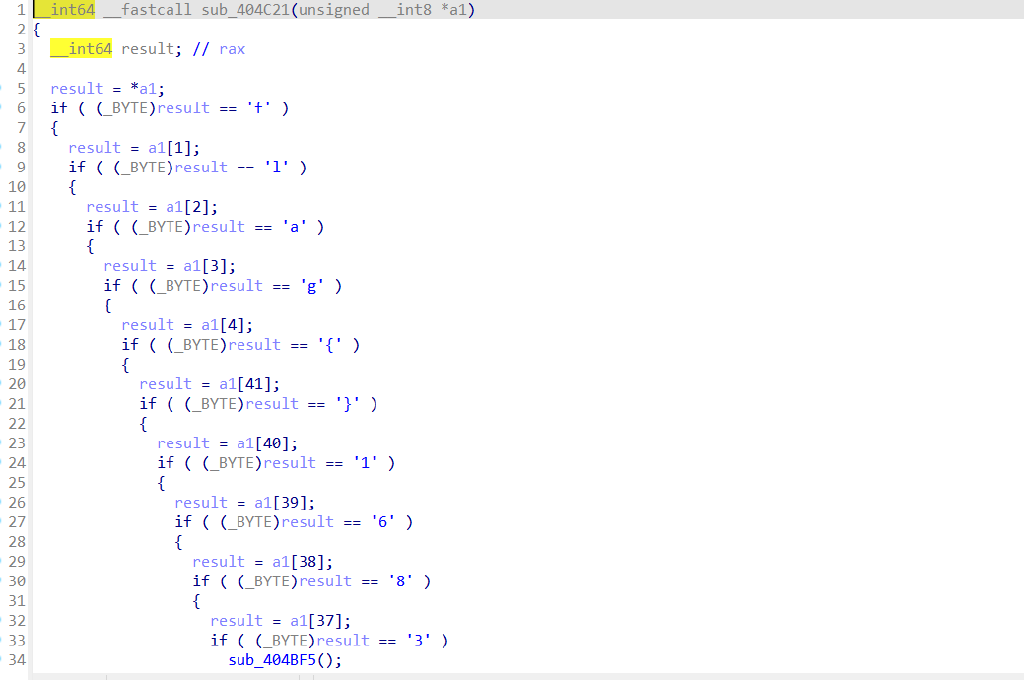 1 __int64 __fastcall sub_404C21(unsigned __int8 *a1)
2 {
3 __int64 result; // rax
4
5 result = *a1;
6 if ( (_BYTE)result == 'f' )
7 {
8 result = a1[1];
9 if ( (_BYTE)result == 'l' )
10 {
11 result = a1[2];
12 if ( (_BYTE)result == 'a' )
13 {
14 result = a1[3];
15 if ( (_BYTE)result == 'g' )
16 {
17 result = a1[4];
18 if ( (_BYTE)result == '{' )
19 {
20 result = a1[41];
21 if ( (_BYTE)result == '}' )
22 {
23 result = a1[40];
24 if ( (_BYTE)result == '1' )
25 {
26 result = a1[39];
27 if ( (_BYTE)result == '6' )
28 {
29 result = a1[38];
30 if ( (_BYTE)result == '8' )
31 {
32 result = a1[37];
33 if ( (_BYTE)result == '3' )
34 sub_404BF5();